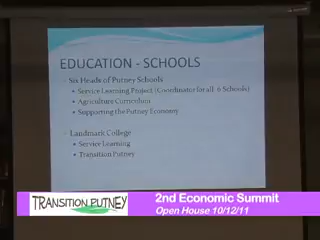 EDUCATION - SCHOOLS
Six Heads of Putney Schools
Service Learning Project (Coordinator for all 6 Schools)
Agriculture Curriculum
Supporting the Putney Economy
Landmark College
Service Learning
Transition Putney
TRANSITION PUTNEY
2nd Economic Summit
Open House 10/12/11